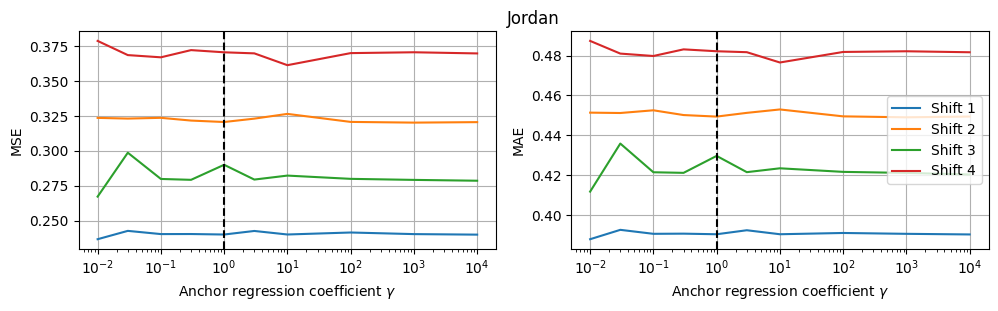 Jordan
MSE
0.375
0.350
0.325
0.300
0.275
0.250
10⁻² 10⁻¹ 10⁰ 10¹ 10² 10³ 10⁴
Anchor regression coefficient γ
MAE
0.48
0.46
0.44
0.42
0.40
Shift 1
Shift 2
Shift 3
Shift 4
10⁻² 10⁻¹ 10⁰ 10¹ 10² 10³ 10⁴
Anchor regression coefficient γ